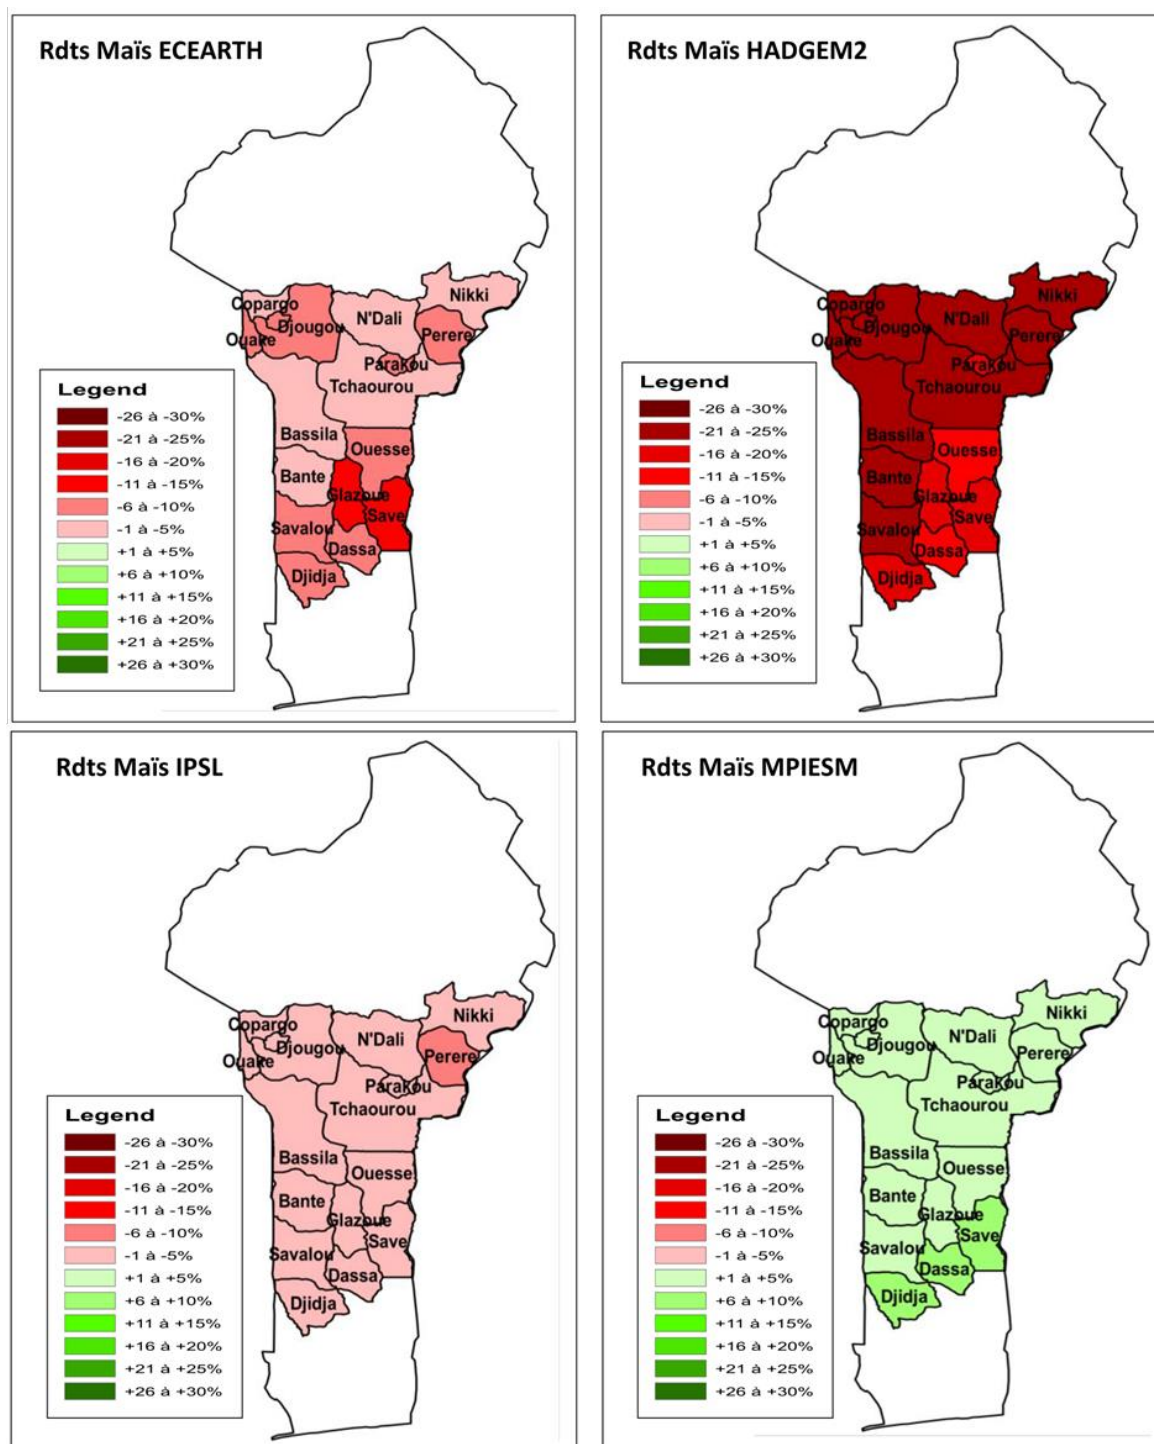 Rdts Maïs ECEARTH
Nikki
Copargo
N'Dali
Djougou
Perere
Ouake
Parakou
Tchaourou
Bassila
Ouesse
Bante
Glazoue
Save
Savalou
Dassa
Djidja
Legend
-26 à -30%
-21 à -25%
-16 à -20%
-11 à -15%
-6 à -10%
-1 à -5%
+1 à +5%
+6 à +10%
+11 à +15%
+16 à +20%
+21 à +25%
+26 à +30%
Rdts Maïs HADGEM2
Nikki
Copargo
N'Dali
Djougou
Perere
Ouake
Parakou
Tchaourou
Bassila
Ouesse
Bante
Glazoue
Save
Savalou
Dassa
Djidja
Legend
-26 à -30%
-21 à -25%
-16 à -20%
-11 à -15%
-6 à -10%
-1 à -5%
+1 à +5%
+6 à +10%
+11 à +15%
+16 à +20%
+21 à +25%
+26 à +30%
Rdts Maïs IPSL
Nikki
Copargo
N'Dali
Djougou
Perere
Ouake
Parakou
Tchaourou
Bassila
Ouesse
Bante
Glazoue
Save
Savalou
Dassa
Djidja
Legend
-26 à -30%
-21 à -25%
-16 à -20%
-11 à -15%
-6 à -10%
-1 à -5%
+1 à +5%
+6 à +10%
+11 à +15%
+16 à +20%
+21 à +25%
+26 à +30%
Rdts Maïs MPIESM
Nikki
Copargo
N'Dali
Djougou
Perere
Ouake
Parakou
Tchaourou
Bassila
Ouesse
Bante
Glazoue
Save
Savalou
Dassa
Djidja
Legend
-26 à -30%
-21 à -25%
-16 à -20%
-11 à -15%
-6 à -10%
-1 à -5%
+1 à +5%
+6 à +10%
+11 à +15%
+16 à +20%
+21 à +25%
+26 à +30%